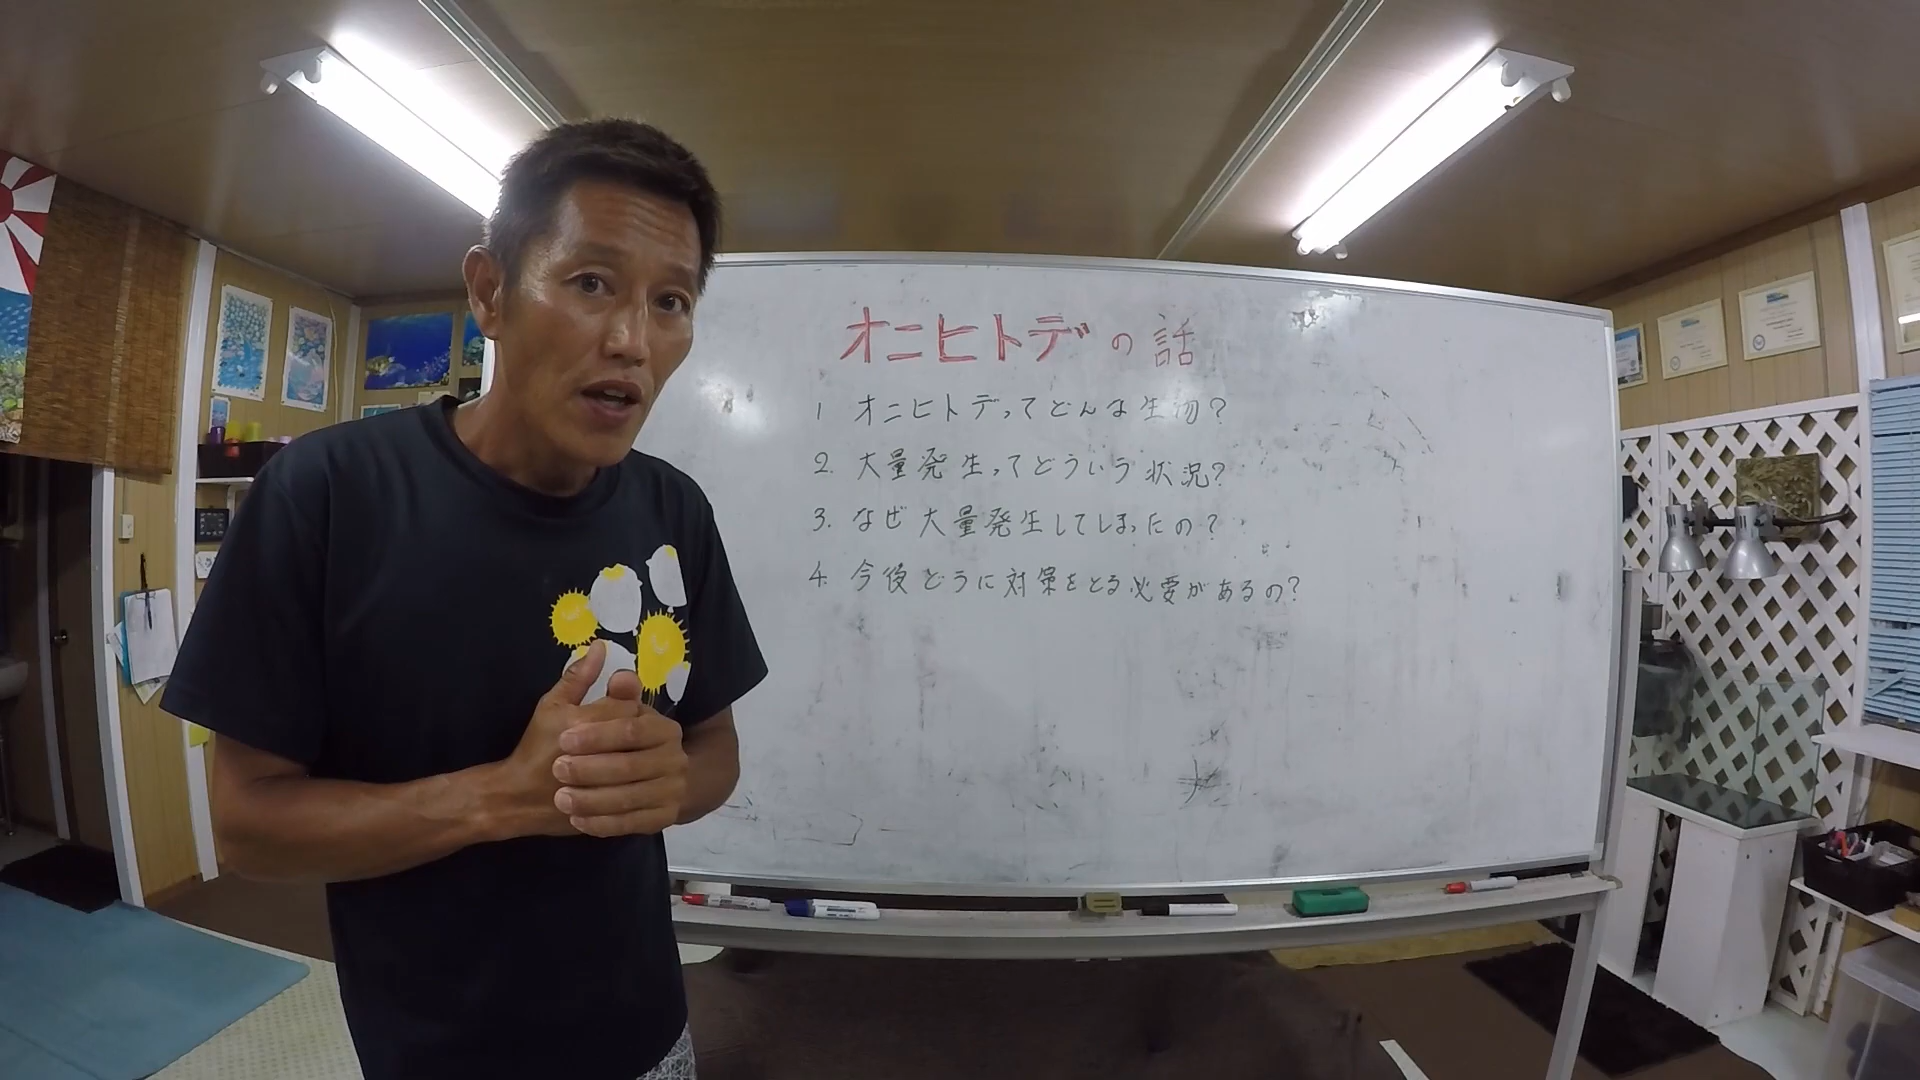 オニヒトデの話
1 オニヒトデってどんな生物?
2. 大量発生ってどういう状況?
3. なぜ大量発生してしまったの?
4. 今後どうに対策をとる必要があるの?